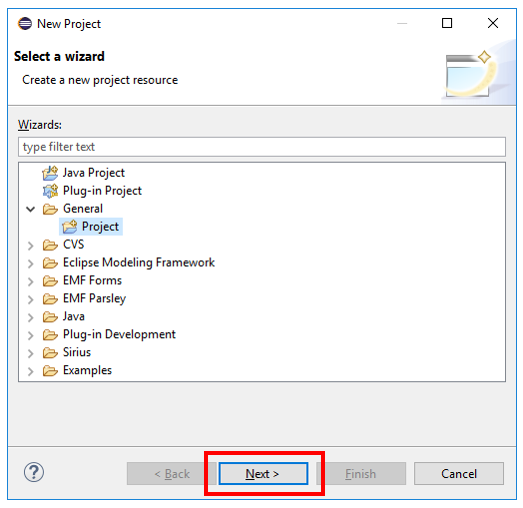 New Project
Select a wizard
Create a new project resource
Wizards:
type filter text
Java Project
Plug-in Project
General
Project
CVS
Eclipse Modeling Framework
EMF Forms
EMF Parsley
Java
Plug-in Development
Sirius
Examples
? < Back Next > Finish Cancel